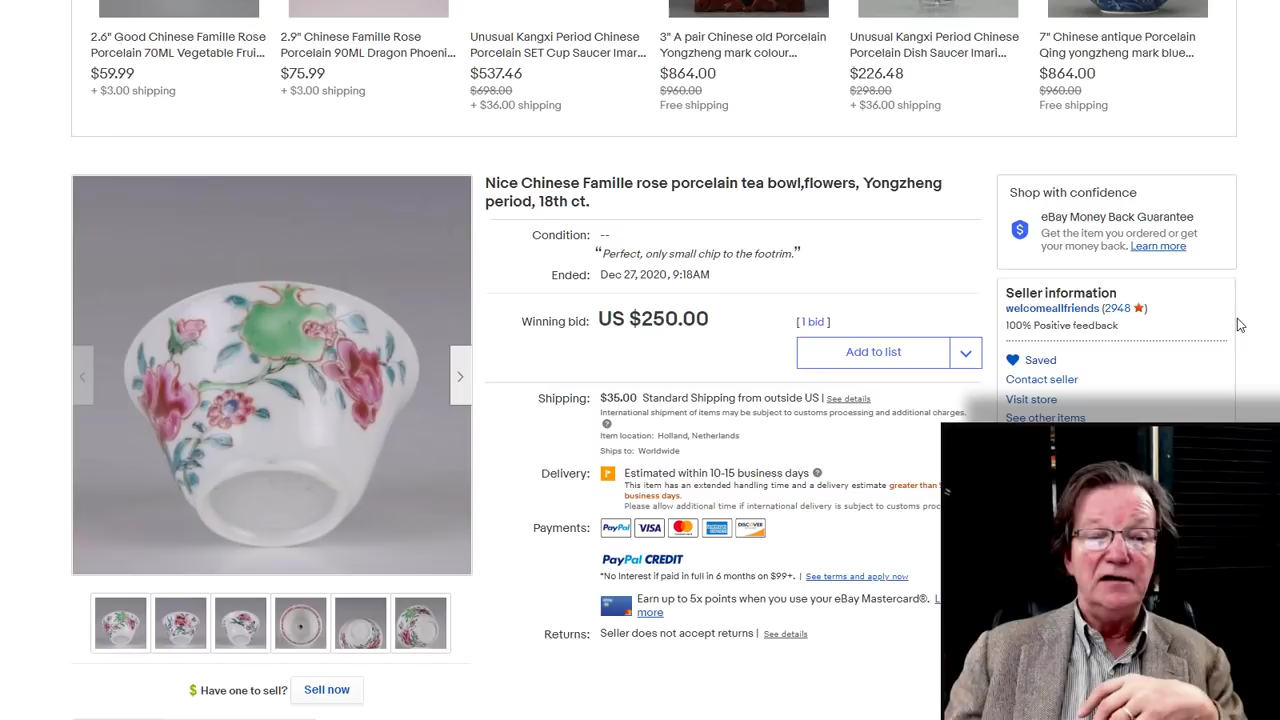 2.6" Good Chinese Famille Rose
Porcelain 70ML Vegetable Frui...
$59.99
+ $3.00 shipping
2.9" Chinese Famille Rose
Porcelain 90ML Dragon Phoeni...
$75.99
+ $3.00 shipping
Unusual Kangxi Period Chinese
Porcelain SET Cup Saucer Imar...
$537.46
$698.00
+ $36.00 shipping
3" A pair Chinese old Porcelain
Yongzheng mark colour...
$864.00
$960.00
Free shipping
Unusual Kangxi Period Chinese
Porcelain Dish Saucer Imari...
$226.48
$298.00
+ $36.00 shipping
7" Chinese antique Porcelain
Qing yongzheng mark blue...
$864.00
$960.00
Free shipping
Nice Chinese Famille rose porcelain tea bowl,flowers, Yongzheng
period, 18th ct.
Condition: --
“Perfect, only small chip to the footrim.”
Ended: Dec 27, 2020, 9:18AM
Winning bid: US $250.00 [ 1 bid ]
Add to list
Shipping: $35.00 Standard Shipping from outside US | See details
International shipment of items may be subject to customs processing and additional charges.
Item location: Holland, Netherlands
Ships to: Worldwide
Delivery: Estimated within 10-15 business days
This item has an extended handling time and a delivery estimate greater than
business days.
Please allow additional time if international delivery is subject to customs
Payments: PayPal VISA MasterCard AMERICAN EXPRESS DISCOVER
PayPal CREDIT
*No Interest if paid in full in 6 months on $99+. | See terms and apply now
Earn up to 5x points when you use your eBay Mastercard®.
more
Returns: Seller does not accept returns | See details
Shop with confidence
eBay Money Back Guarantee
Get the item you ordered or get
your money back. Learn more
Seller information
welcomeallfriends (2948 ★)
100% Positive feedback
Saved
Contact seller
Visit store
See other items
$ Have one to sell? Sell now